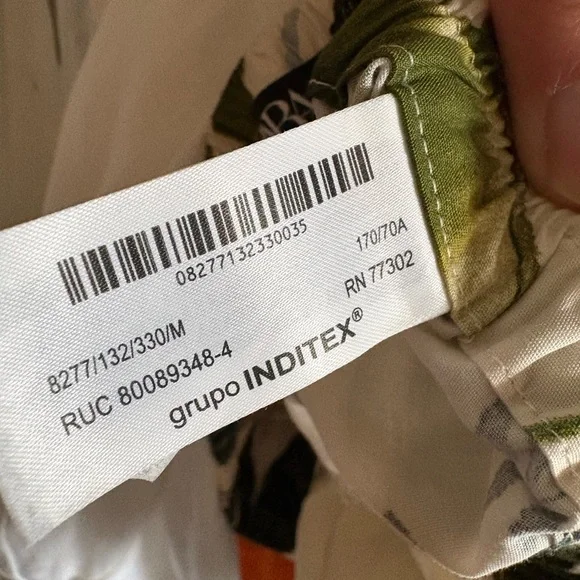 08277132330035
170/70A
8277/132/330/M
RN 77302
RUC 80089348-4
grupo INDITEX®